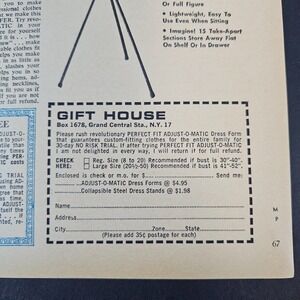 or Full Figure
• Lightweight, Easy To
Use Even When Sitting
• Imagine! 15 Take-Apart
Sections Store Away Flat
On Shelf Or In Drawer
GIFT HOUSE
Box 1678, Grand Central Sta., N.Y. 17
Please rush revolutionary PERFECT FIT ADJUST-O-MATIC Dress Form
that guarantees custom-fitting clothes for the entire family for
30-day NO RISK TRIAL. If after trying PERFECT FIT ADJUST-O-MATIC
I am not delighted in every way, I will return it for full refund.
CHECK Reg. Size (8 to 20) Recommended if bust is 30"-40".
HERE: Large Size (20½-50) Recommended if bust is 41"-52".
Enclosed is check or m.o. for $ Send me:
ADJUST-O-MATIC Dress Forms @ $4.95
Collapsible Steel Dress Stands @ $1.98
Name
Address
City Zone State
(Please add 35¢ postage for each)
M
P
67